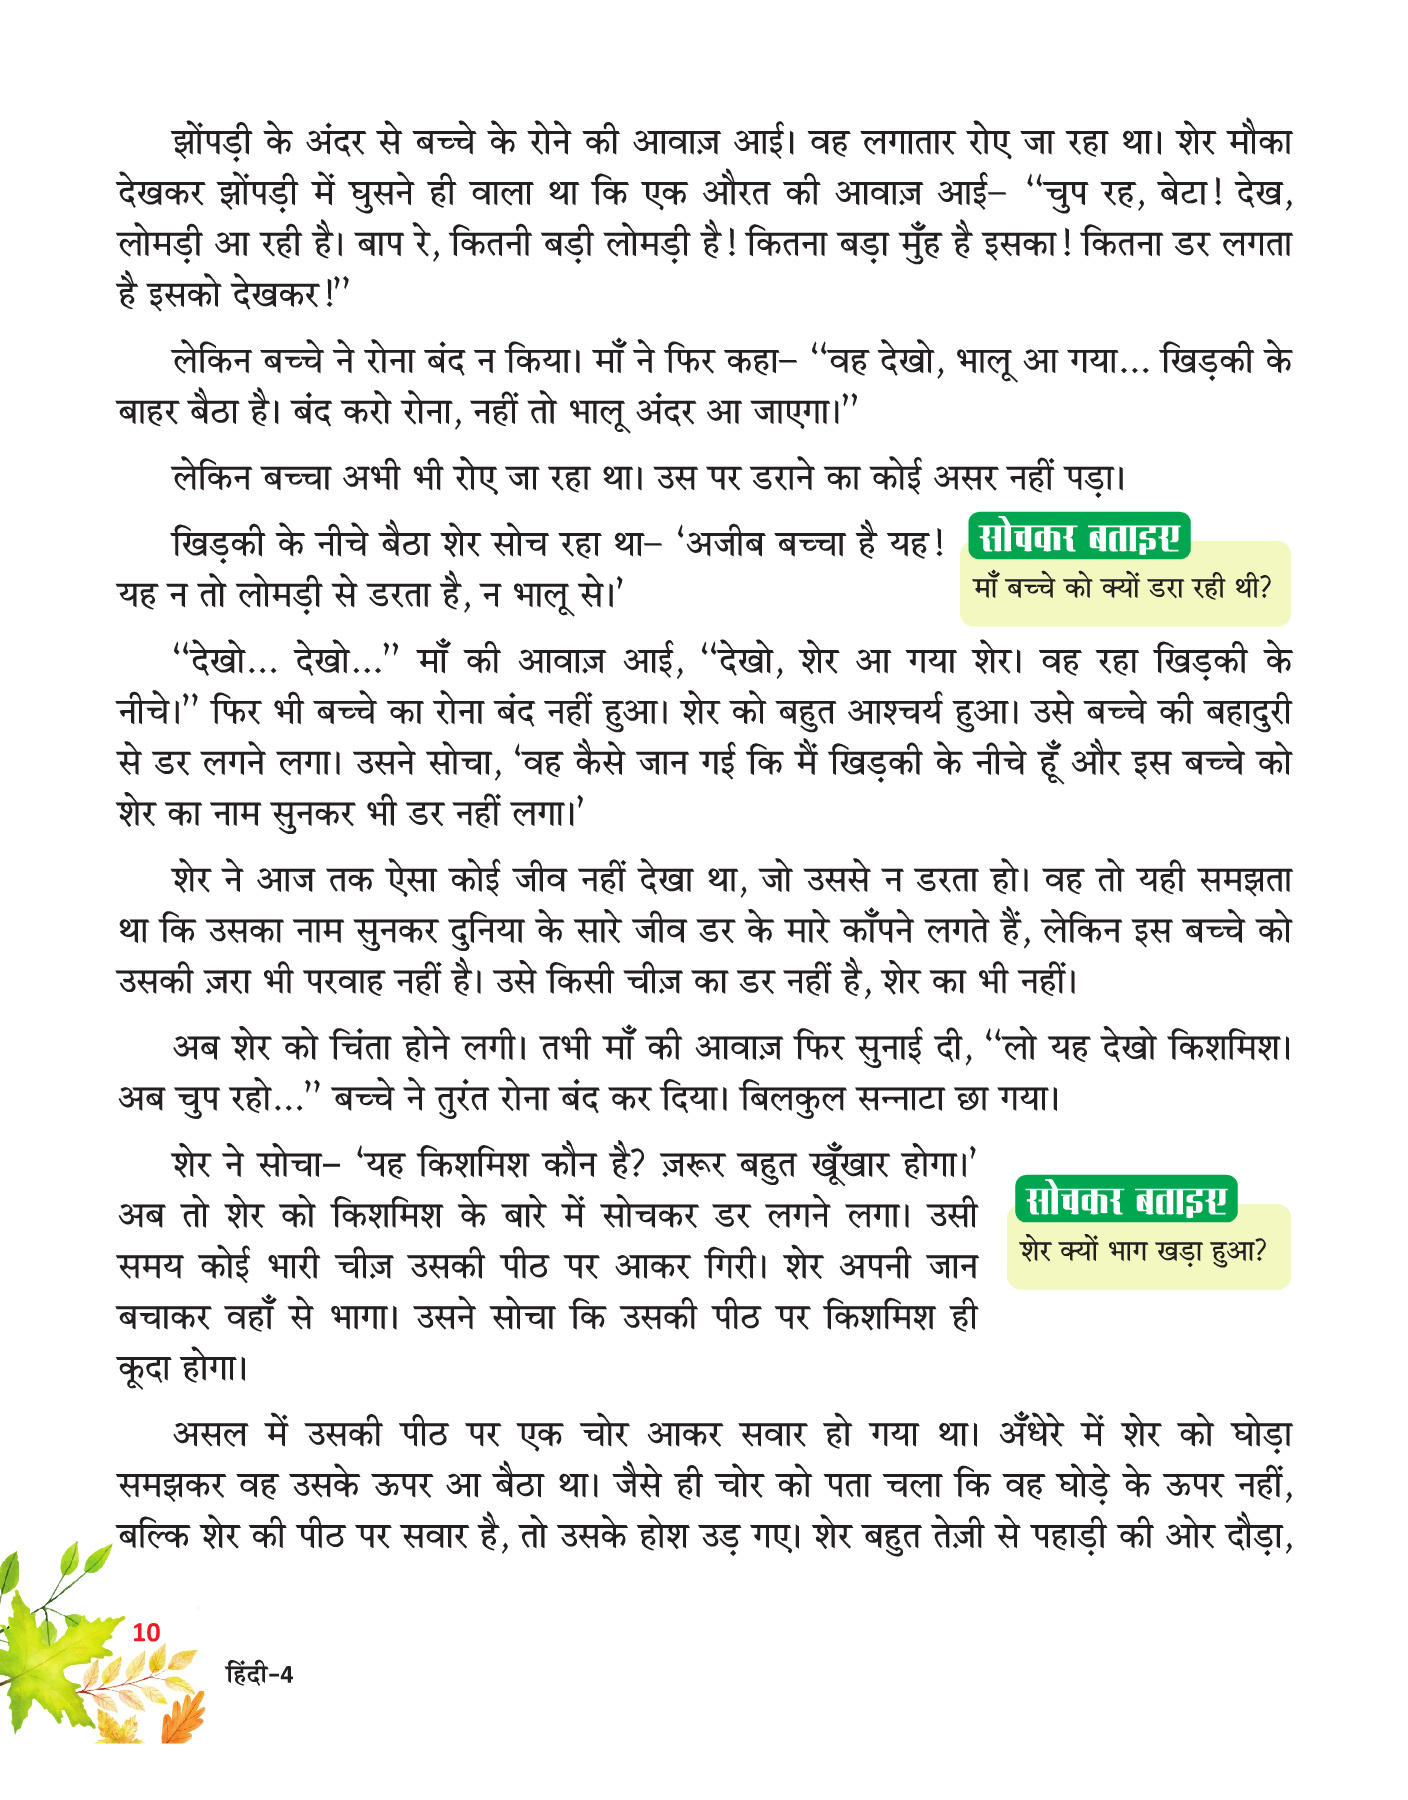 झोंपड़ी के अंदर से बच्चे के रोने की आवाज़ आई। वह लगातार रोए जा रहा था। शेर मौका
देखकर झोंपड़ी में घुसने ही वाला था कि एक औरत की आवाज़ आई– “चुप रह, बेटा! देख,
लोमड़ी आ रही है। बाप रे, कितनी बड़ी लोमड़ी है! कितना बड़ा मुँह है इसका! कितना डर लगता
है इसको देखकर!”
लेकिन बच्चे ने रोना बंद न किया। माँ ने फिर कहा– “वह देखो, भालू आ गया... खिड़की के
बाहर बैठा है। बंद करो रोना, नहीं तो भालू अंदर आ जाएगा।”
लेकिन बच्चा अभी भी रोए जा रहा था। उस पर डराने का कोई असर नहीं पड़ा।
खिड़की के नीचे बैठा शेर सोच रहा था– ‘अजीब बच्चा है यह!
यह न तो लोमड़ी से डरता है, न भालू से।’
सोचकर बताइए
माँ बच्चे को क्यों डरा रही थी?
“देखो... देखो...” माँ की आवाज़ आई, “देखो, शेर आ गया शेर। वह रहा खिड़की के
नीचे।” फिर भी बच्चे का रोना बंद नहीं हुआ। शेर को बहुत आश्चर्य हुआ। उसे बच्चे की बहादुरी
से डर लगने लगा। उसने सोचा, ‘वह कैसे जान गई कि मैं खिड़की के नीचे हूँ और इस बच्चे को
शेर का नाम सुनकर भी डर नहीं लगा।’
शेर ने आज तक ऐसा कोई जीव नहीं देखा था, जो उससे न डरता हो। वह तो यही समझता
था कि उसका नाम सुनकर दुनिया के सारे जीव डर के मारे काँपने लगते हैं, लेकिन इस बच्चे को
उसकी ज़रा भी परवाह नहीं है। उसे किसी चीज़ का डर नहीं है, शेर का भी नहीं।
अब शेर को चिंता होने लगी। तभी माँ की आवाज़ फिर सुनाई दी, “लो यह देखो किशमिश।
अब चुप रहो...” बच्चे ने तुरंत रोना बंद कर दिया। बिलकुल सन्नाटा छा गया।
शेर ने सोचा– ‘यह किशमिश कौन है? ज़रूर बहुत खूँखार होगा।’
अब तो शेर को किशमिश के बारे में सोचकर डर लगने लगा। उसी
समय कोई भारी चीज़ उसकी पीठ पर आकर गिरी। शेर अपनी जान
बचाकर वहाँ से भागा। उसने सोचा कि उसकी पीठ पर किशमिश ही
कूदा होगा।
सोचकर बताइए
शेर क्यों भाग खड़ा हुआ?
असल में उसकी पीठ पर एक चोर आकर सवार हो गया था। अँधेरे में शेर को घोड़ा
समझकर वह उसके ऊपर आ बैठा था। जैसे ही चोर को पता चला कि वह घोड़े के ऊपर नहीं,
बल्कि शेर की पीठ पर सवार है, तो उसके होश उड़ गए। शेर बहुत तेज़ी से पहाड़ी की ओर दौड़ा,
10
हिंदी–4